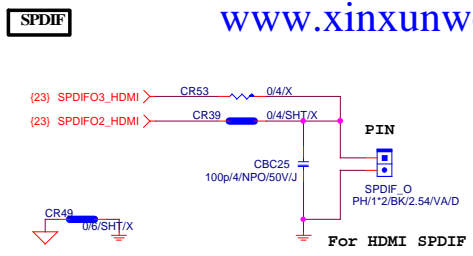 SPDIF
www.xinxunw
{23} SPDIFO3_HDMI
CR53
0/4/X
{23} SPDIFO2_HDMI
CR39
0/4/SHT/X
PIN
CBC25
100p/4/NPO/50V/J
SPDIF_O
PH/1*2/BK/2.54/VA/D
CR49
0/6/SHT/X
For HDMI SPDIF